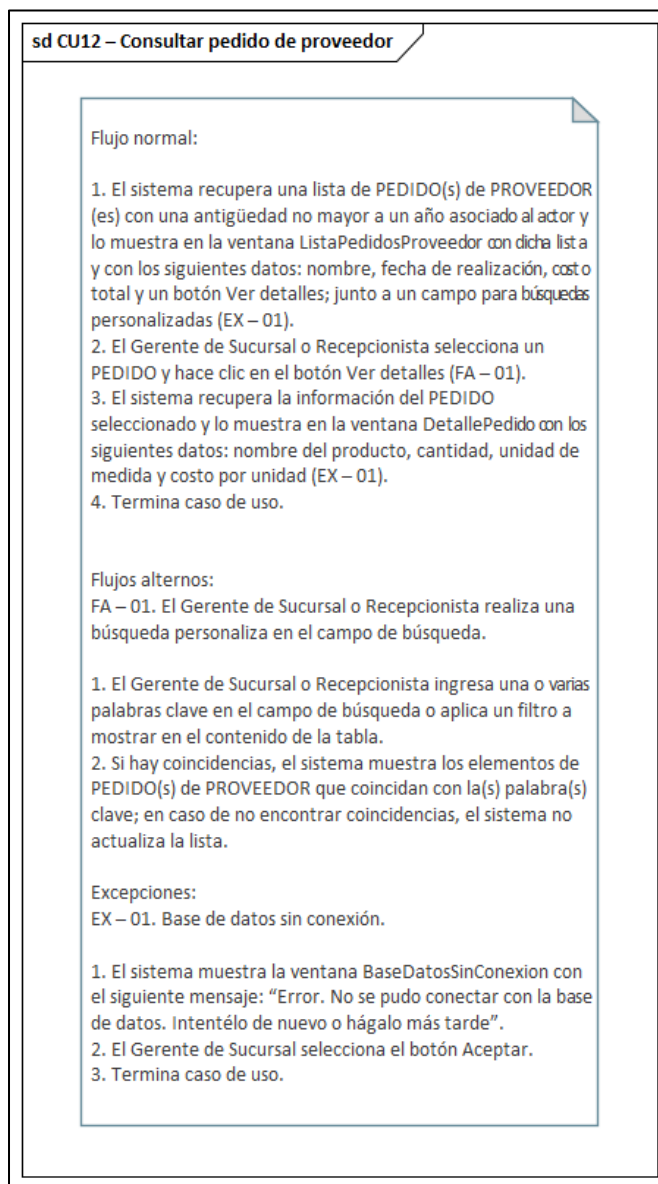 sd CU12 – Consultar pedido de proveedor
Flujo normal:
1. El sistema recupera una lista de PEDIDO(s) de PROVEEDOR
(es) con una antigüedad no mayor a un año asociado al actor y
lo muestra en la ventana ListaPedidosProveedor con dicha lista
y con los siguientes datos: nombre, fecha de realización, costo
total y un botón Ver detalles; junto a un campo para búsquedas
personalizadas (EX – 01).
2. El Gerente de Sucursal o Recepcionista selecciona un
PEDIDO y hace clic en el botón Ver detalles (FA – 01).
3. El sistema recupera la información del PEDIDO
seleccionado y lo muestra en la ventana DetallePedido con los
siguientes datos: nombre del producto, cantidad, unidad de
medida y costo por unidad (EX – 01).
4. Termina caso de uso.
Flujos alternos:
FA – 01. El Gerente de Sucursal o Recepcionista realiza una
búsqueda personaliza en el campo de búsqueda.
1. El Gerente de Sucursal o Recepcionista ingresa una o varias
palabras clave en el campo de búsqueda o aplica un filtro a
mostrar en el contenido de la tabla.
2. Si hay coincidencias, el sistema muestra los elementos de
PEDIDO(s) de PROVEEDOR que coincidan con la(s) palabra(s)
clave; en caso de no encontrar coincidencias, el sistema no
actualiza la lista.
Excepciones:
EX – 01. Base de datos sin conexión.
1. El sistema muestra la ventana BaseDatosSinConexion con
el siguiente mensaje: “Error. No se pudo conectar con la base
de datos. Intentélo de nuevo o hágalo más tarde”.
2. El Gerente de Sucursal selecciona el botón Aceptar.
3. Termina caso de uso.